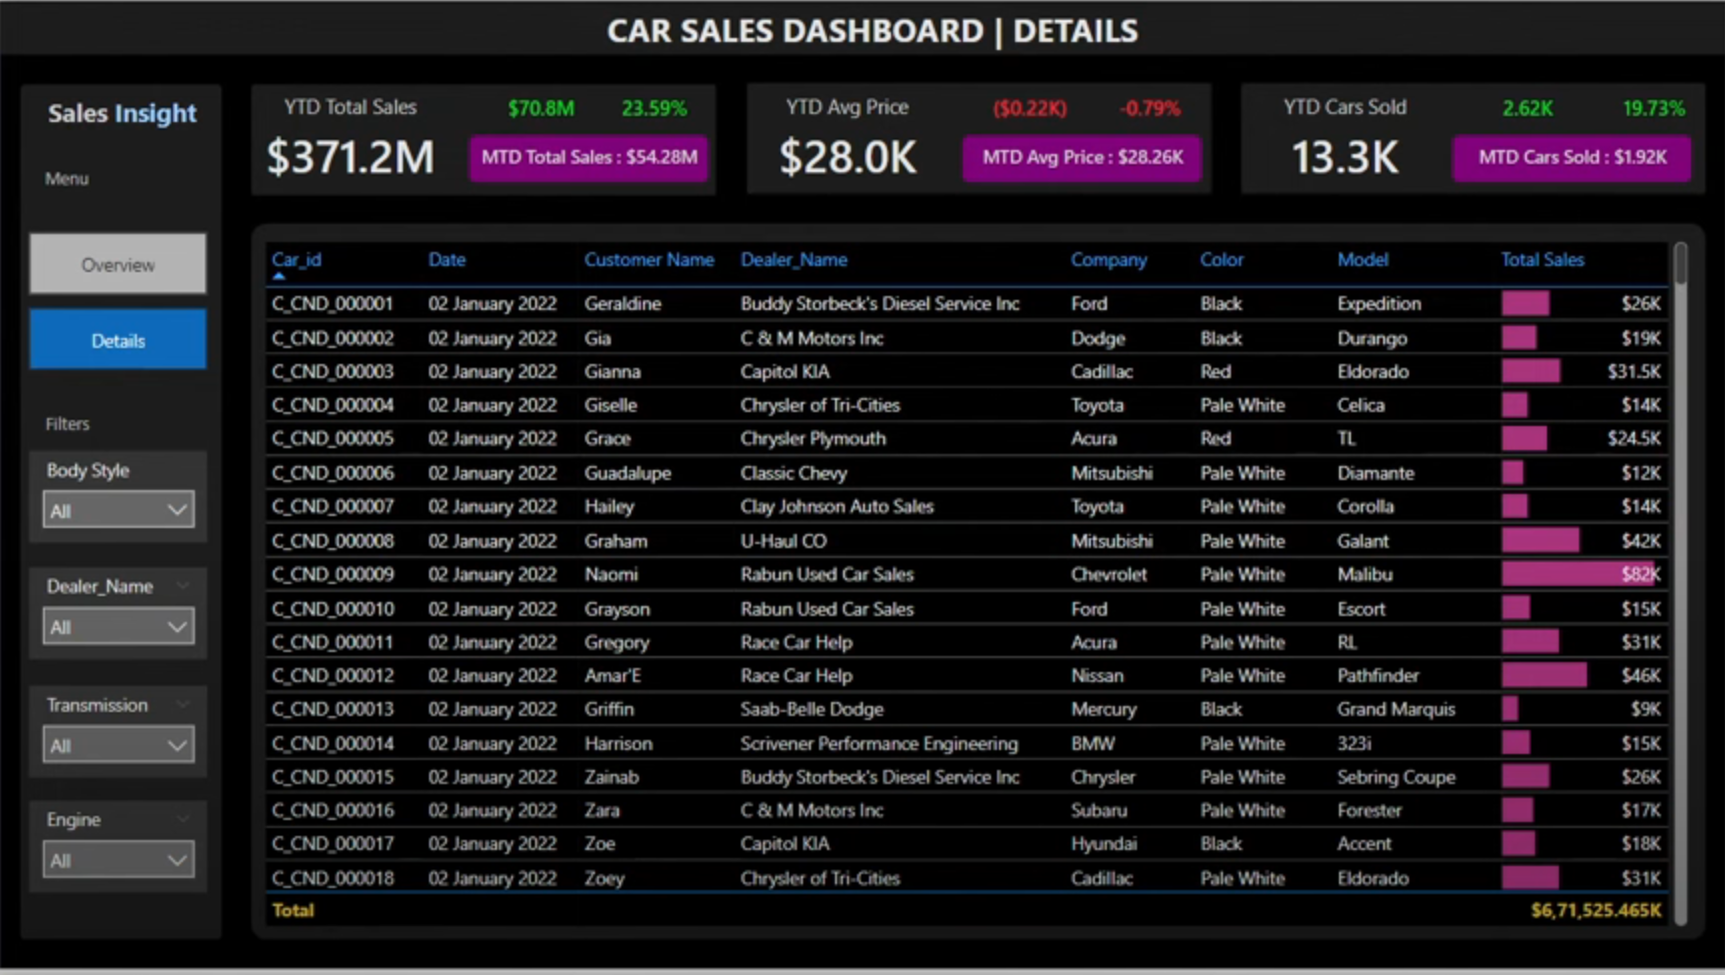 CAR SALES DASHBOARD | DETAILS
Sales Insight
Menu
Overview
Details
Filters
Body Style
All
Dealer_Name
All
Transmission
All
Engine
All
YTD Total Sales $70.8M 23.59%
$371.2M MTD Total Sales : $54.28M
YTD Avg Price ($0.22K) -0.79%
$28.0K MTD Avg Price : $28.26K
YTD Cars Sold 2.62K 19.73%
13.3K MTD Cars Sold : $1.92K
Car_id Date Customer Name Dealer_Name Company Color Model Total Sales
C_CND_000001 02 January 2022 Geraldine Buddy Storbeck's Diesel Service Inc Ford Black Expedition $26K
C_CND_000002 02 January 2022 Gia C & M Motors Inc Dodge Black Durango $19K
C_CND_000003 02 January 2022 Gianna Capitol KIA Cadillac Red Eldorado $31.5K
C_CND_000004 02 January 2022 Giselle Chrysler of Tri-Cities Toyota Pale White Celica $14K
C_CND_000005 02 January 2022 Grace Chrysler Plymouth Acura Red TL $24.5K
C_CND_000006 02 January 2022 Guadalupe Classic Chevy Mitsubishi Pale White Diamante $12K
C_CND_000007 02 January 2022 Hailey Clay Johnson Auto Sales Toyota Pale White Corolla $14K
C_CND_000008 02 January 2022 Graham U-Haul CO Mitsubishi Pale White Galant $42K
C_CND_000009 02 January 2022 Naomi Rabun Used Car Sales Chevrolet Pale White Malibu $82K
C_CND_000010 02 January 2022 Grayson Rabun Used Car Sales Ford Pale White Escort $15K
C_CND_000011 02 January 2022 Gregory Race Car Help Acura Pale White RL $31K
C_CND_000012 02 January 2022 Amar'E Race Car Help Nissan Pale White Pathfinder $46K
C_CND_000013 02 January 2022 Griffin Saab-Belle Dodge Mercury Black Grand Marquis $9K
C_CND_000014 02 January 2022 Harrison Scrivener Performance Engineering BMW Pale White 323i $15K
C_CND_000015 02 January 2022 Zainab Buddy Storbeck's Diesel Service Inc Chrysler Pale White Sebring Coupe $26K
C_CND_000016 02 January 2022 Zara C & M Motors Inc Subaru Pale White Forester $17K
C_CND_000017 02 January 2022 Zoe Capitol KIA Hyundai Black Accent $18K
C_CND_000018 02 January 2022 Zoey Chrysler of Tri-Cities Cadillac Pale White Eldorado $31K
Total $6,71,525.465K